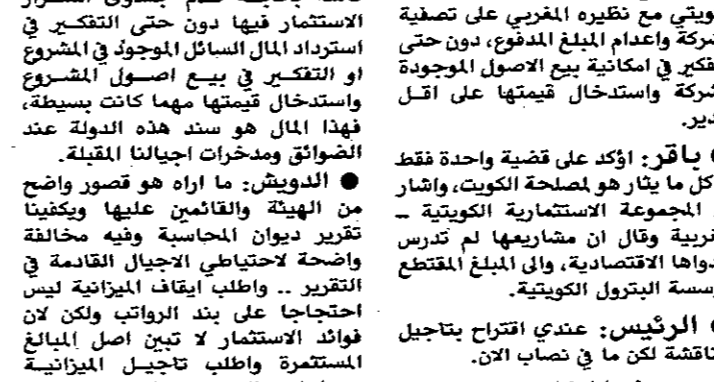 ويتي مع نظيره المغربي على تصفية
شركة واعدام المبلغ المدفوع، دون حتى
فكير في امكانية بيع الاصول الموجودة
شركة واستدخال قيمتها على اقل
دير.
● باقر: اؤكد على قضية واحدة فقط
كل ما يثار هو لمصلحة الكويت، واشار
المجموعة الاستثمارية الكويتية ــ
غربية وقال ان مشاريعها لم تدرس
دواها الاقتصادية، والى المبلغ المقتطع
ؤسسة البترول الكويتية.
الرئيس: عندي اقتراح بتاجيل
ناقشة لكن ما في نصاب الان.
الاستثمار فيها دون حتى التفكير في
استرداد المال السائل الموجود في المشروع
او التفكير في بيع اصول المشروع
واستدخال قيمتها مهما كانت بسيطة،
فهذا المال هو سند هذه الدولة عند
الضوائق ومدخرات اجيالنا المقبلة.
● الدويش: ما اراه هو قصور واضح
من الهيئة والقائمين عليها ويكفينا
تقرير ديوان المحاسبة وفيه مخالفة
واضحة لاحتياطي الاجيال القادمة في
التقرير .. واطلب ايقاف الميزانية ليس
احتجاجا على بند الرواتب ولكن لان
فوائد الاستثمار لا تبين اصل المبالغ
المستثمرة واطلب تاجيل الميزانية